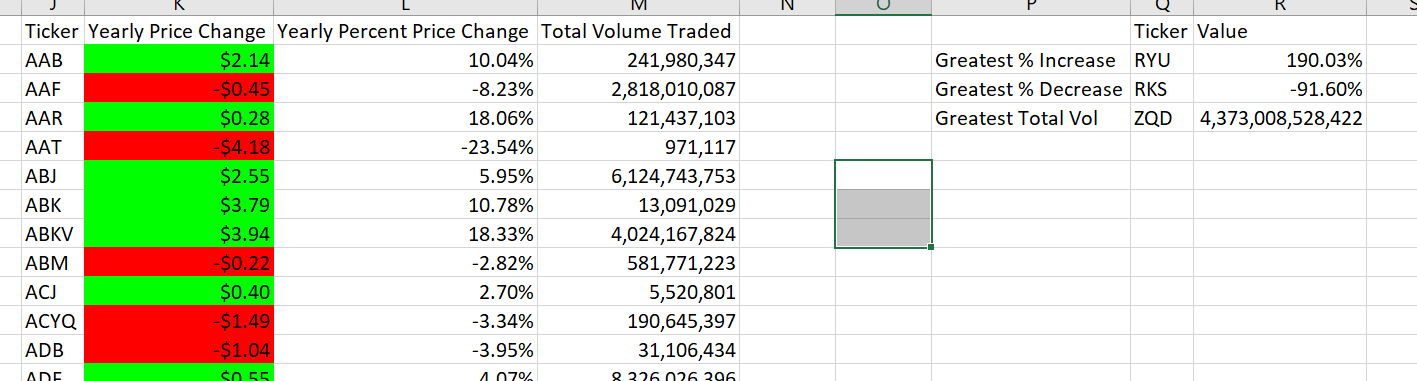 J K L M N O P Q R S
Ticker Yearly Price Change Yearly Percent Price Change Total Volume Traded Ticker Value
AAB $2.14 10.04% 241,980,347 Greatest % Increase RYU 190.03%
AAF -$0.45 -8.23% 2,818,010,087 Greatest % Decrease RKS -91.60%
AAR $0.28 18.06% 121,437,103 Greatest Total Vol ZQD 4,373,008,528,422
AAT -$4.18 -23.54% 971,117
ABJ $2.55 5.95% 6,124,743,753
ABK $3.79 10.78% 13,091,029
ABKV $3.94 18.33% 4,024,167,824
ABM -$0.22 -2.82% 581,771,223
ACJ $0.40 2.70% 5,520,801
ACYQ -$1.49 -3.34% 190,645,397
ADB -$1.04 -3.95% 31,106,434
$0.55 4.07% 8,326,026,396